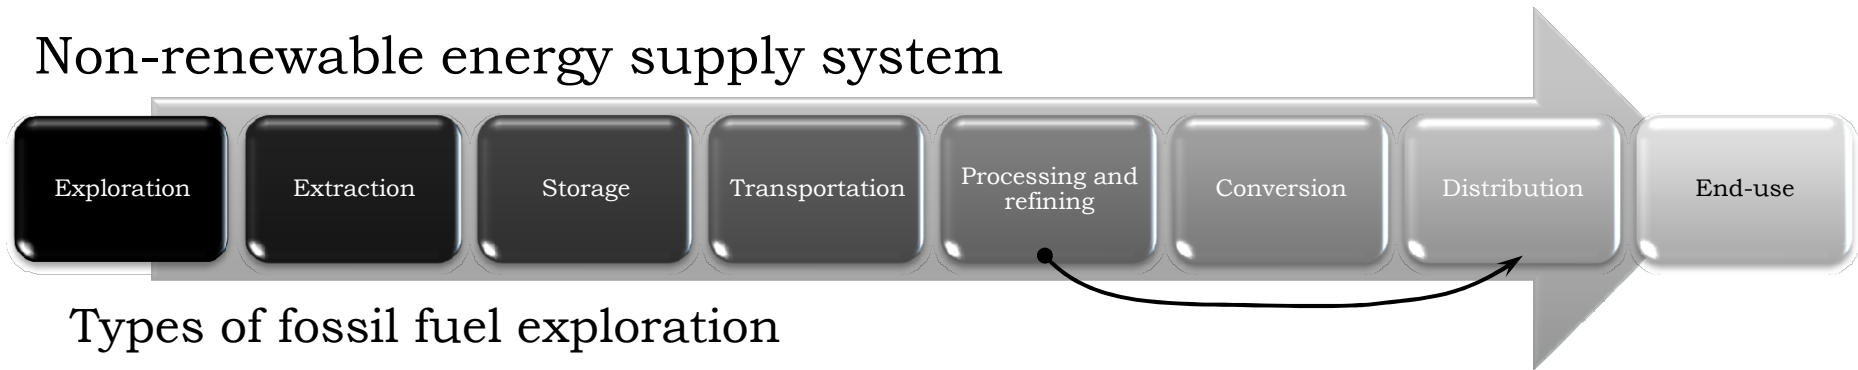 Non-renewable energy supply system
Exploration
Extraction
Storage
Transportation
Processing and
refining
Conversion
Distribution
End-use
Types of fossil fuel exploration